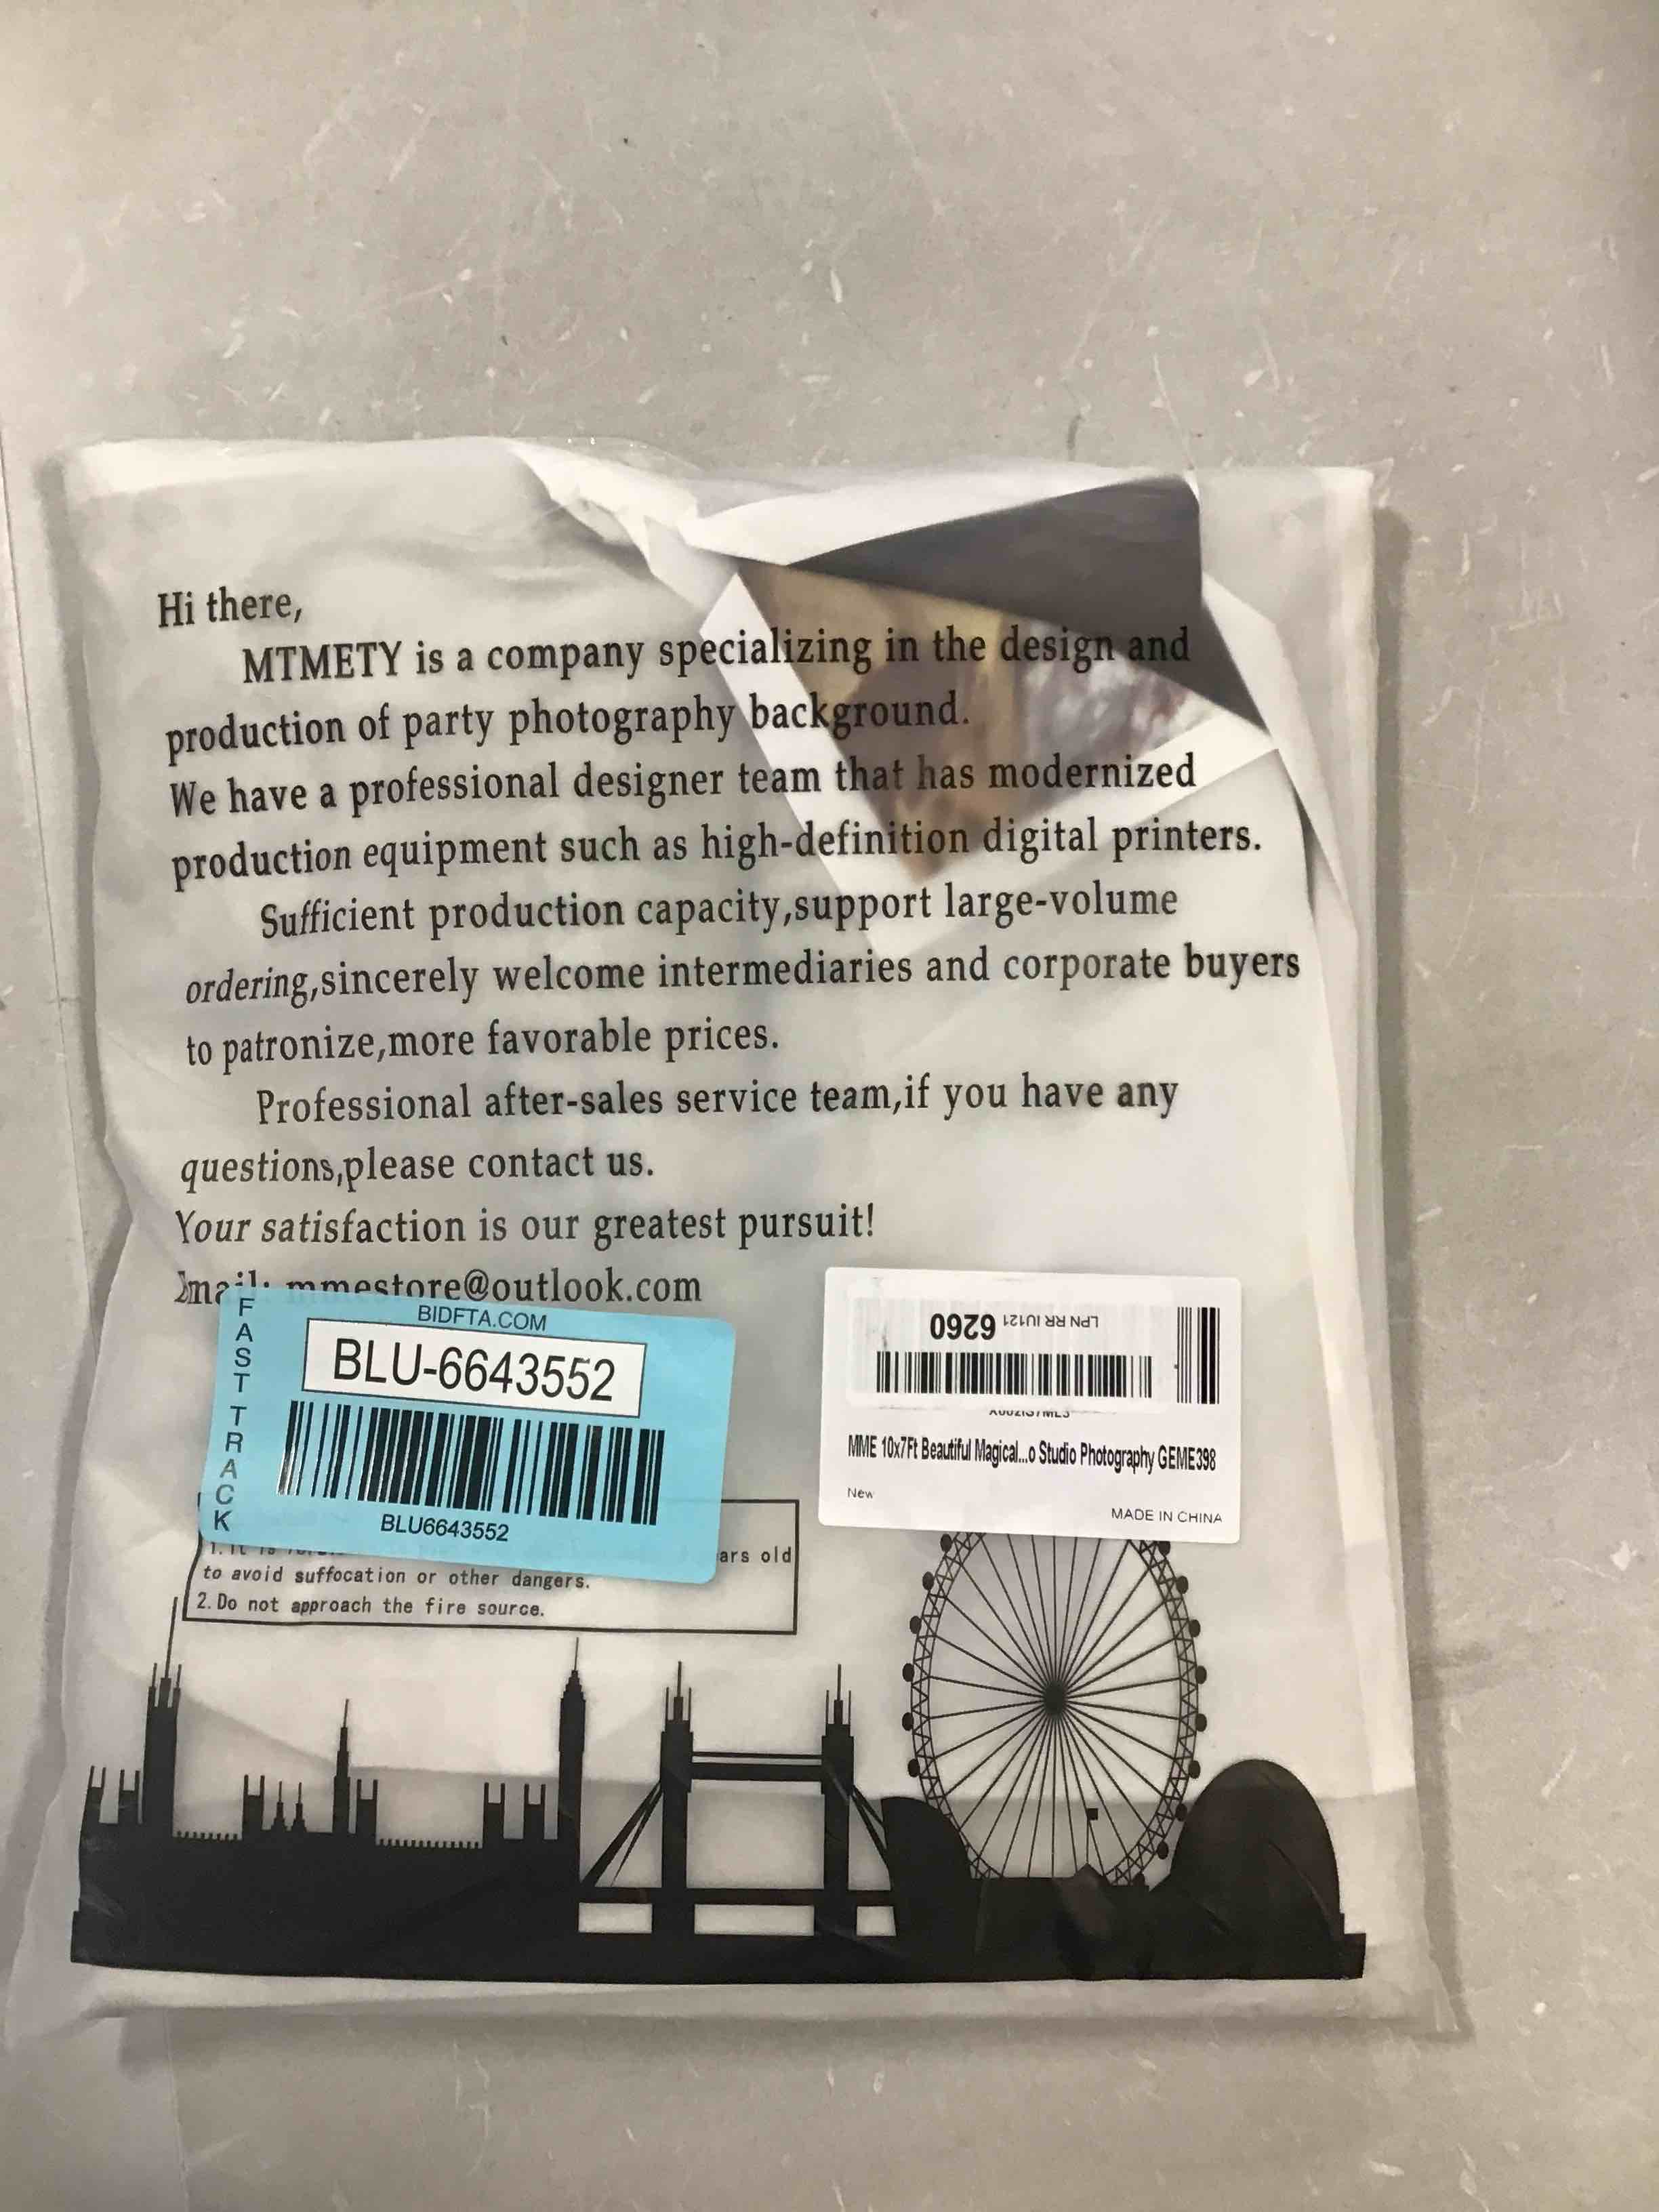 Hi there,
MTMETY is a company specializing in the design and
production of party photography background.
We have a professional designer team that has modernized
production equipment such as high-definition digital printers.
Sufficient production capacity,support large-volume
ordering,sincerely welcome intermediaries and corporate buyers
to patronize,more favorable prices.
Professional after-sales service team,if you have any
questions,please contact us.
Your satisfaction is our greatest pursuit!
mmestore@outlook.com
FAST TRACK
BIDFTA.COM
BLU-6643552
BLU6643552
LPN RR IU121 6260
MME 10x7Ft Beautiful Magical...o Studio Photography GEME398
New
MADE IN CHINA
1. It is ars old
to avoid suffocation or other dangers.
2. Do not approach the fire source.